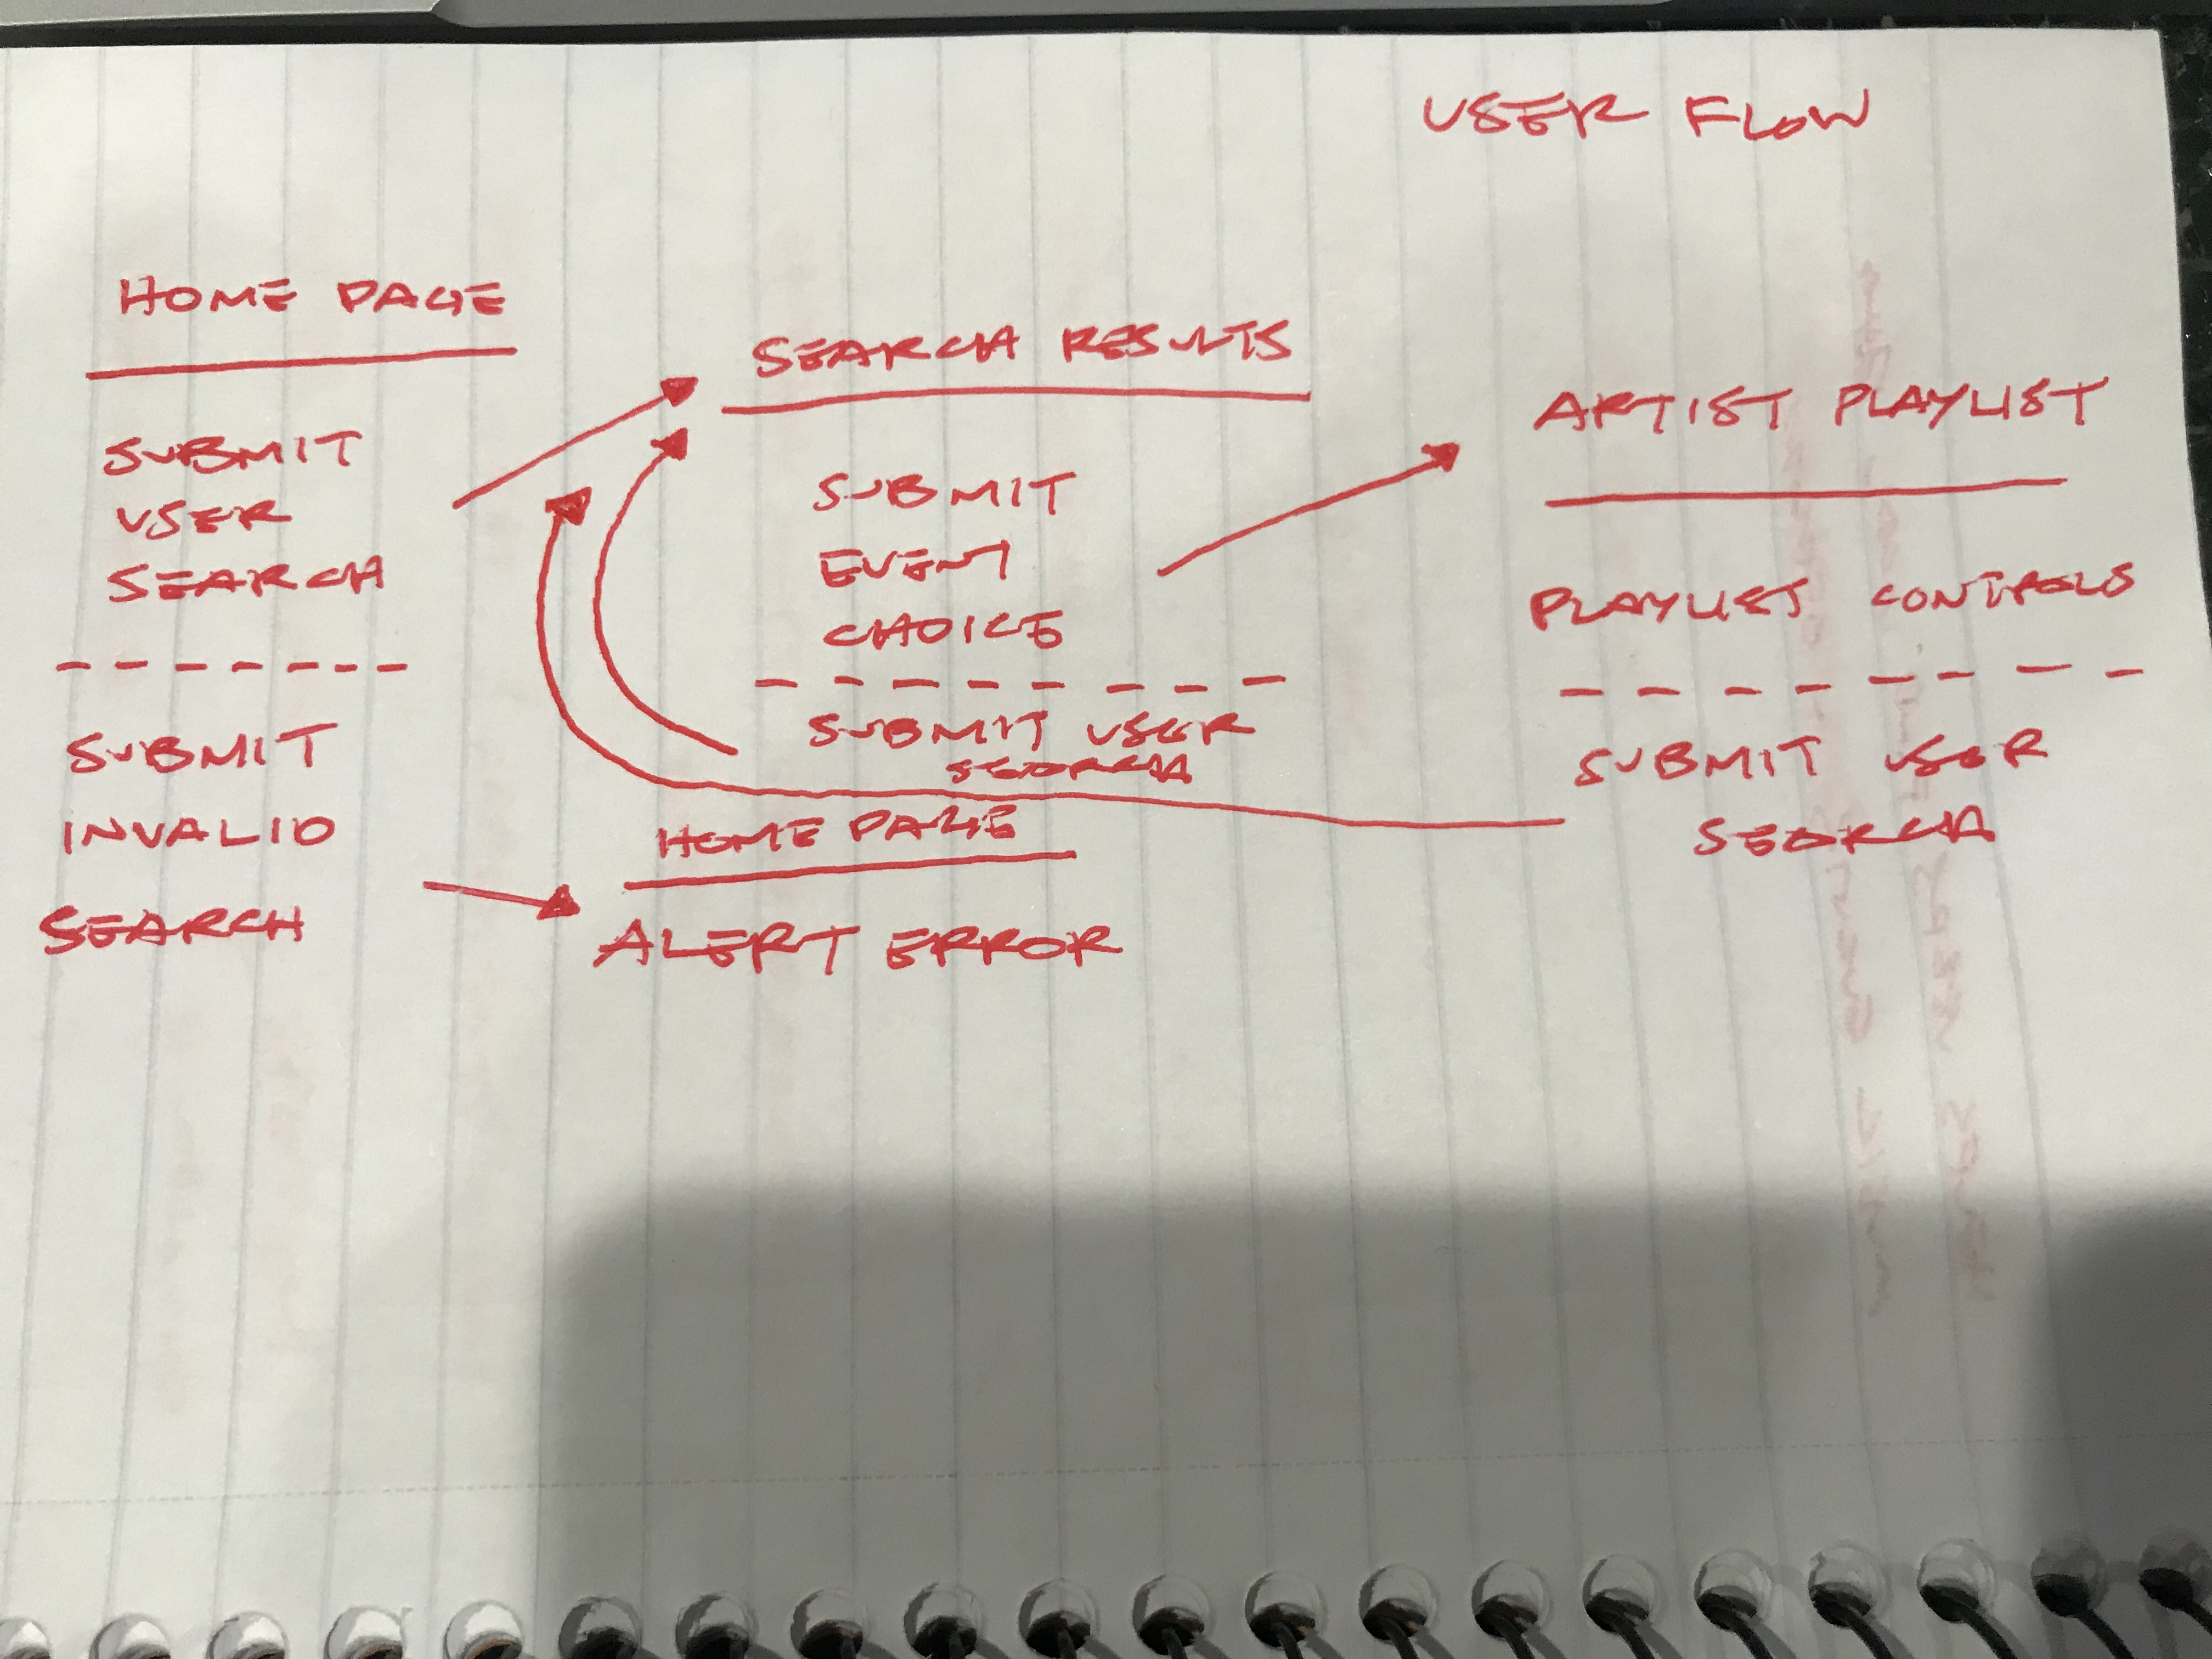 USER FLOW
HOME PAGE
SUBMIT
USER
SEARCH
SUBMIT
INVALID
SEARCH
SEARCH RESULTS
SUBMIT
EVENT
CHOICE
SUBMIT USER
SEARCH
HOME PAGE
ALERT ERROR
ARTIST PLAYLIST
PLAYLIST CONTROLS
SUBMIT USER
SEARCH